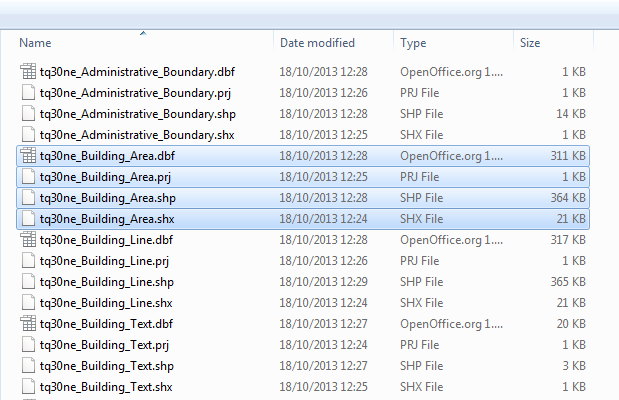 Name Date modified Type Size
tq30ne_Administrative_Boundary.dbf 18/10/2013 12:28 OpenOffice.org 1.... 1 KB
tq30ne_Administrative_Boundary.prj 18/10/2013 12:26 PRJ File 1 KB
tq30ne_Administrative_Boundary.shp 18/10/2013 12:28 SHP File 14 KB
tq30ne_Administrative_Boundary.shx 18/10/2013 12:25 SHX File 1 KB
tq30ne_Building_Area.dbf 18/10/2013 12:28 OpenOffice.org 1.... 311 KB
tq30ne_Building_Area.prj 18/10/2013 12:25 PRJ File 1 KB
tq30ne_Building_Area.shp 18/10/2013 12:28 SHP File 364 KB
tq30ne_Building_Area.shx 18/10/2013 12:24 SHX File 21 KB
tq30ne_Building_Line.dbf 18/10/2013 12:28 OpenOffice.org 1.... 317 KB
tq30ne_Building_Line.prj 18/10/2013 12:26 PRJ File 1 KB
tq30ne_Building_Line.shp 18/10/2013 12:29 SHP File 365 KB
tq30ne_Building_Line.shx 18/10/2013 12:24 SHX File 21 KB
tq30ne_Building_Text.dbf 18/10/2013 12:27 OpenOffice.org 1.... 20 KB
tq30ne_Building_Text.prj 18/10/2013 12:24 PRJ File 1 KB
tq30ne_Building_Text.shp 18/10/2013 12:27 SHP File 3 KB
tq30ne_Building_Text.shx 18/10/2013 12:25 SHX File 1 KB